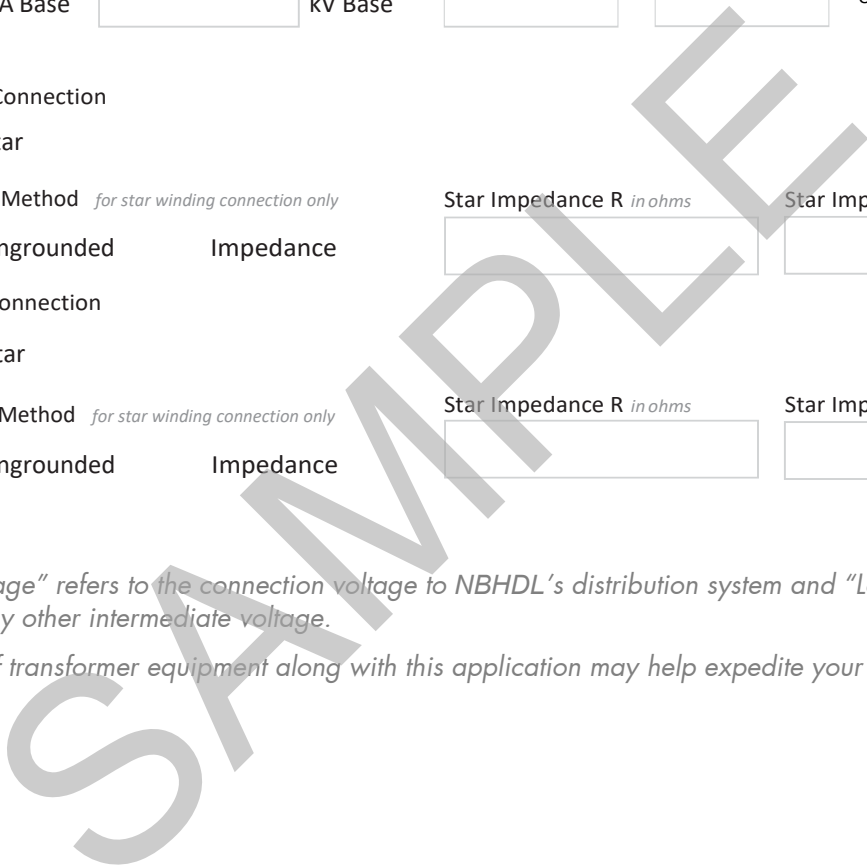 A Base kV Base
Connection
tar
Method for star winding connection only Star Impedance R in ohms Star Imp
ngrounded Impedance
onnection
tar
Method for star winding connection only Star Impedance R in ohms Star Imp
ngrounded Impedance
age” refers to the connection voltage to NBHDL’s distribution system and “L
y other intermediate voltage.
f transformer equipment along with this application may help expedite your
SAMPLE